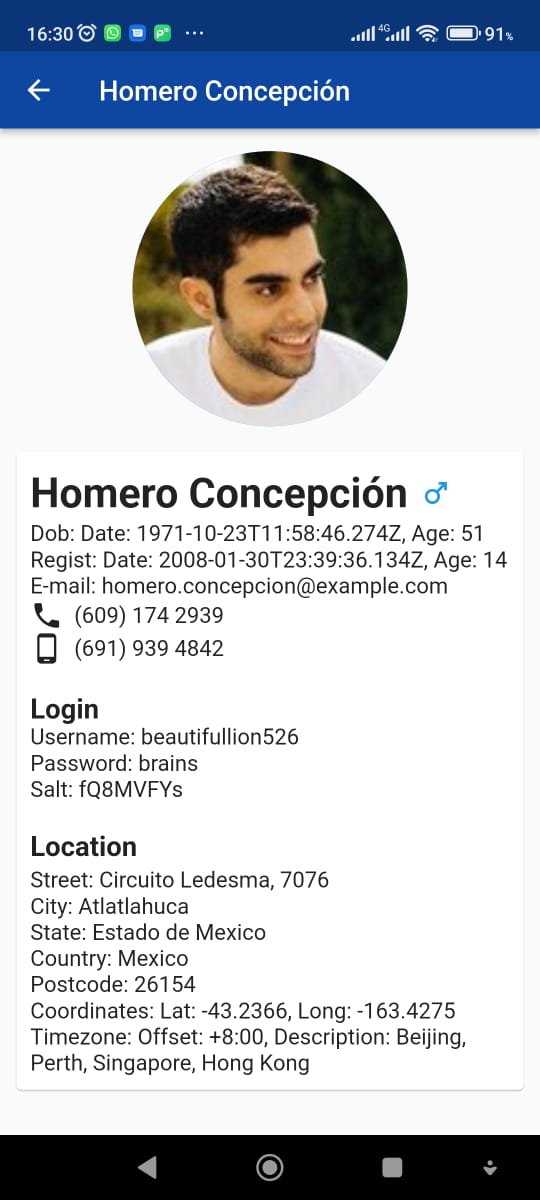 16:30 4G 91%
Homero Concepción
Homero Concepción
Dob: Date: 1971-10-23T11:58:46.274Z, Age: 51
Regist: Date: 2008-01-30T23:39:36.134Z, Age: 14
E-mail: homero.concepcion@example.com
(609) 174 2939
(691) 939 4842
Login
Username: beautifullion526
Password: brains
Salt: fQ8MVFYs
Location
Street: Circuito Ledesma, 7076
City: Atlatlahuca
State: Estado de Mexico
Country: Mexico
Postcode: 26154
Coordinates: Lat: -43.2366, Long: -163.4275
Timezone: Offset: +8:00, Description: Beijing,
Perth, Singapore, Hong Kong